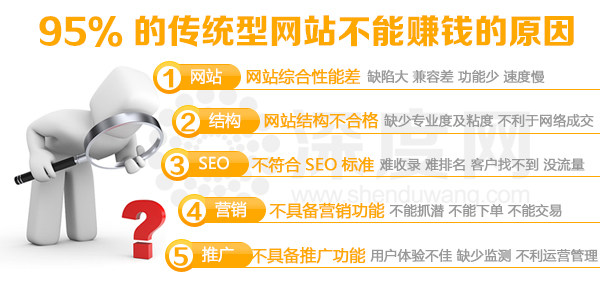 95% 的传统型网站不能赚钱的原因
1 网站 网站综合性能差 缺陷大 兼容差 功能少 速度慢
2 结构 网站结构不合格 缺少专业度及粘度 不利于网络成交
3 SEO 不符合 SEO 标准 难收录 难排名 客户找不到 没流量
4 营销 不具备营销功能 不能抓潜 不能下单 不能交易
5 推广 不具备推广功能 用户体验不佳 缺少监测 不利运营管理
深度网
www.shenduwang.com